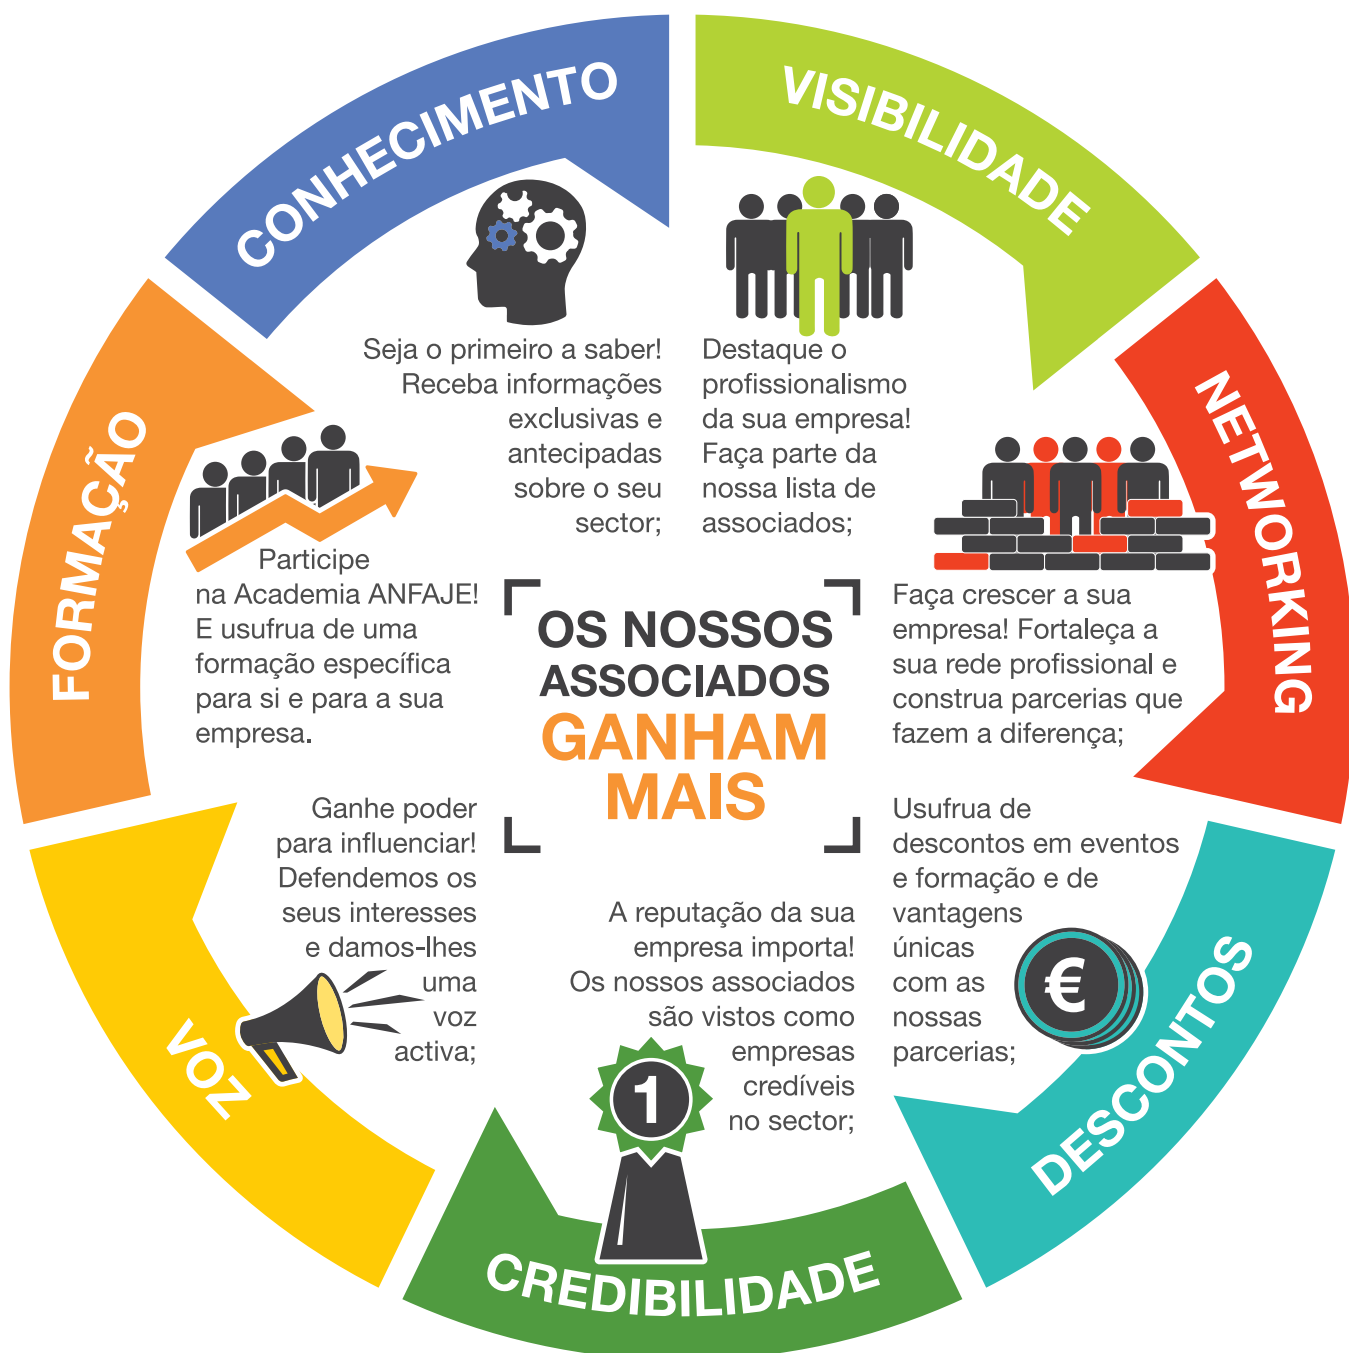 CONHECIMENTO
Seja o primeiro a saber!
Receba informações
exclusivas e
antecipadas
sobre o seu
sector;
VISIBILIDADE
Destaque o
profissionalismo
da sua empresa!
Faça parte da
nossa lista de
associados;
NETWORKING
Faça crescer a sua
empresa! Fortaleça a
sua rede profissional e
construa parcerias que
fazem a diferença;
DESCONTOS
Usufrua de
descontos em eventos
e formação e de
vantagens
únicas
com as
nossas
parcerias;
€
CREDIBILIDADE
A reputação da sua
empresa importa!
Os nossos associados
são vistos como
empresas
credíveis
no sector;
1
VOZ
Ganhe poder
para influenciar!
Defendemos os
seus interesses
e damos-lhes
uma
voz
activa;
FORMAÇÃO
Participe
na Academia ANFAJE!
E usufrua de uma
formação específica
para si e para a sua
empresa.
OS NOSSOS
ASSOCIADOS
GANHAM
MAIS